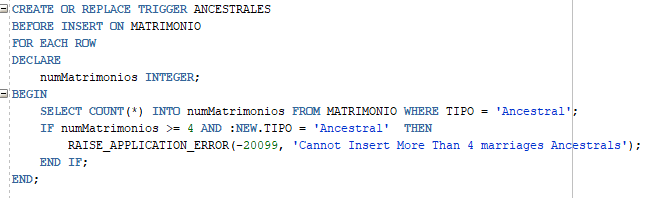 CREATE OR REPLACE TRIGGER ANCESTRALES
BEFORE INSERT ON MATRIMONIO
FOR EACH ROW
DECLARE
numMatrimonios INTEGER;
BEGIN
SELECT COUNT(*) INTO numMatrimonios FROM MATRIMONIO WHERE TIPO = 'Ancestral';
IF numMatrimonios >= 4 AND :NEW.TIPO = 'Ancestral'  THEN
RAISE_APPLICATION_ERROR(-20099, 'Cannot Insert More Than 4 marriages Ancestrals');
END IF;
END;